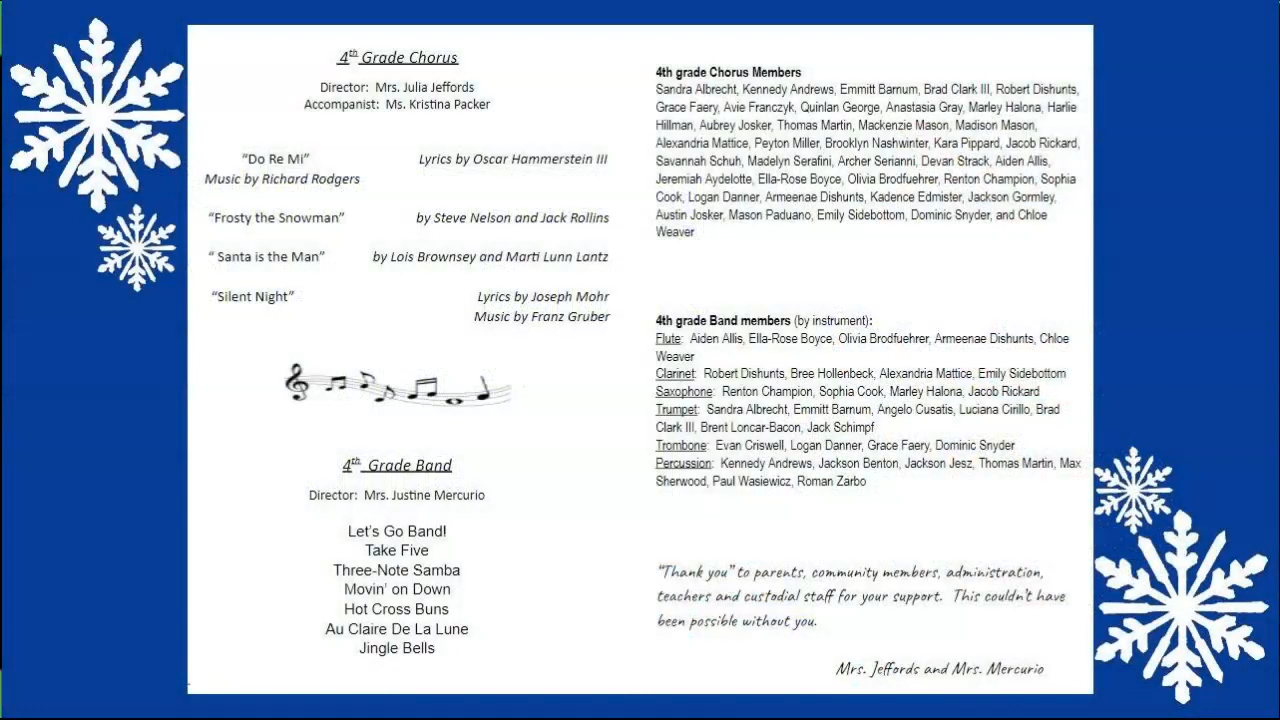 4th Grade Chorus
Director: Mrs. Julia Jeffords
Accompanist: Ms. Kristina Packer
“Do Re Mi” Lyrics by Oscar Hammerstein III
Music by Richard Rodgers
“Frosty the Snowman” by Steve Nelson and Jack Rollins
“ Santa is the Man” by Lois Brownsey and Marti Lunn Lantz
“Silent Night” Lyrics by Joseph Mohr
Music by Franz Gruber
4th Grade Band
Director: Mrs. Justine Mercurio
Let’s Go Band!
Take Five
Three-Note Samba
Movin’ on Down
Hot Cross Buns
Au Claire De La Lune
Jingle Bells
4th grade Chorus Members
Sandra Albrecht, Kennedy Andrews, Emmitt Barnum, Brad Clark III, Robert Dishunts,
Grace Faery, Avie Franczyk, Quinlan George, Anastasia Gray, Marley Halona, Harlie
Hillman, Aubrey Josker, Thomas Martin, Mackenzie Mason, Madison Mason,
Alexandria Mattice, Peyton Miller, Brooklyn Nashwinter, Kara Pippard, Jacob Rickard,
Savannah Schuh, Madelyn Serafini, Archer Serianni, Devan Strack, Aiden Allis,
Jeremiah Aydelotte, Ella-Rose Boyce, Olivia Brodfuehrer, Renton Champion, Sophia
Cook, Logan Danner, Armeenae Dishunts, Kadence Edmister, Jackson Gormley,
Austin Josker, Mason Paduano, Emily Sidebottom, Dominic Snyder, and Chloe
Weaver
4th grade Band members (by instrument):
Flute: Aiden Allis, Ella-Rose Boyce, Olivia Brodfuehrer, Armeenae Dishunts, Chloe
Weaver
Clarinet: Robert Dishunts, Bree Hollenbeck, Alexandria Mattice, Emily Sidebottom
Saxophone: Renton Champion, Sophia Cook, Marley Halona, Jacob Rickard
Trumpet: Sandra Albrecht, Emmitt Barnum, Angelo Cusatis, Luciana Cirillo, Brad
Clark III, Brent Loncar-Bacon, Jack Schimpf
Trombone: Evan Criswell, Logan Danner, Grace Faery, Dominic Snyder
Percussion: Kennedy Andrews, Jackson Benton, Jackson Jesz, Thomas Martin, Max
Sherwood, Paul Wasiewicz, Roman Zarbo
“Thank you” to parents, community members, administration,
teachers and custodial staff for your support. This couldn’t have
been possible without you.
Mrs. Jeffords and Mrs. Mercurio